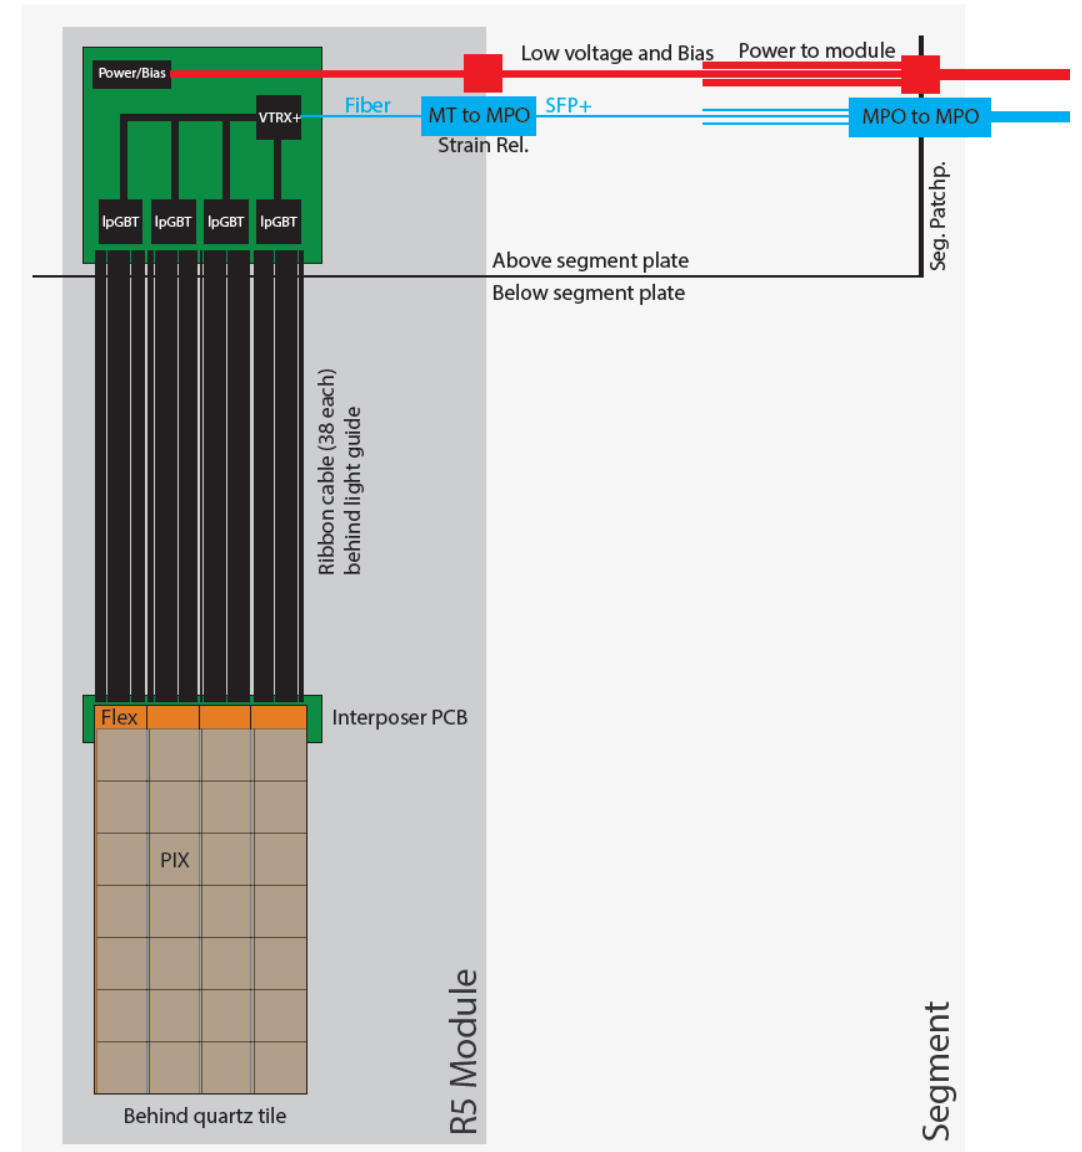 Low voltage and Bias
Power to module
Power/Bias
Fiber
VTRX+
MT to MPO
SFP+
MPO to MPO
Strain Rel.
Seg. Patchp.
lpGBT
lpGBT
lpGBT
lpGBT
Above segment plate
Below segment plate
Ribbon cable (38 each)
behind light guide
Flex
Interposer PCB
PIX
R5 Module
Segment
Behind quartz tile